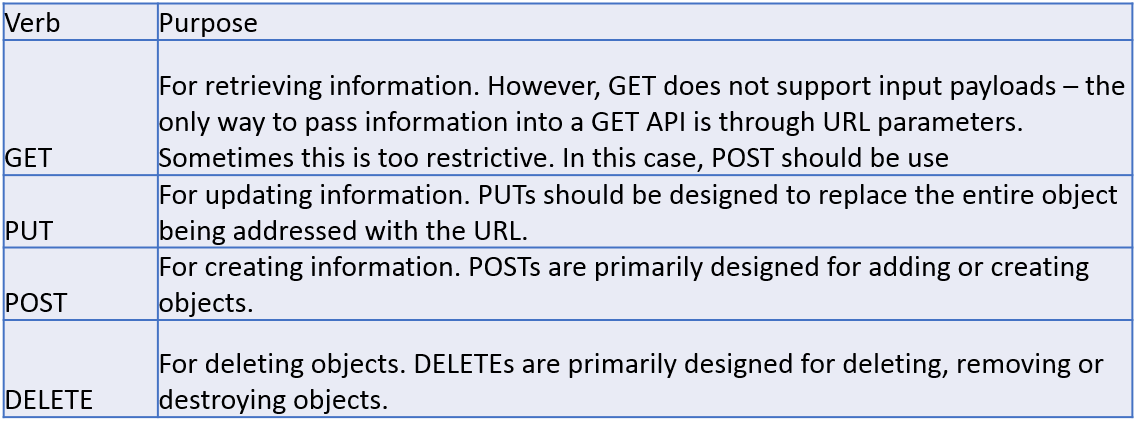 Verb Purpose
For retrieving information. However, GET does not support input payloads – the
only way to pass information into a GET API is through URL parameters.
GET Sometimes this is too restrictive. In this case, POST should be use
For updating information. PUTs should be designed to replace the entire object
PUT being addressed with the URL.
For creating information. POSTs are primarily designed for adding or creating
POST objects.
For deleting objects. DELETEs are primarily designed for deleting, removing or
DELETE destroying objects.